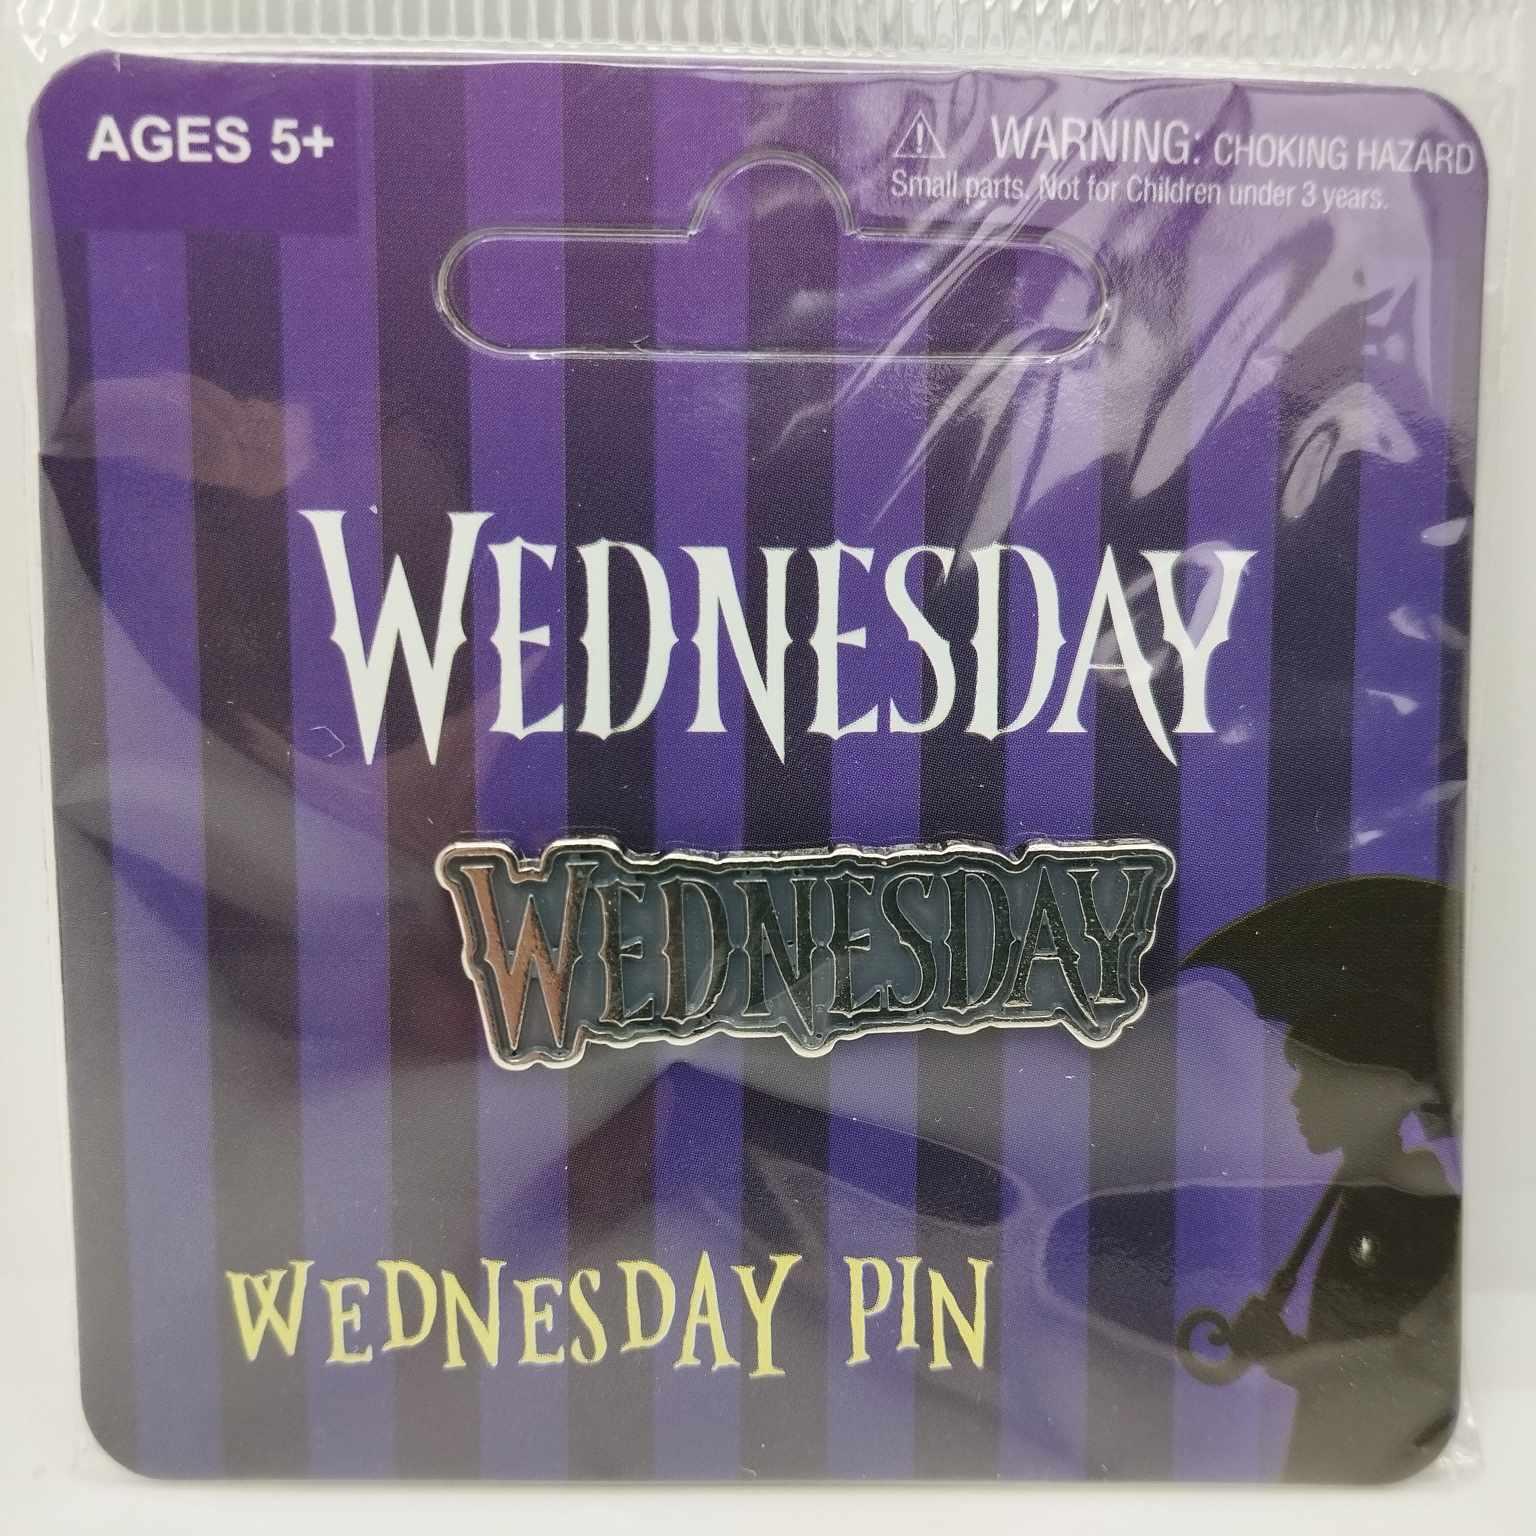 AGES 5+
WARNING: CHOKING HAZARD
Small parts. Not for Children under 3 years.
WEDNESDAY
WEDNESDAY
WEDNESDAY PIN